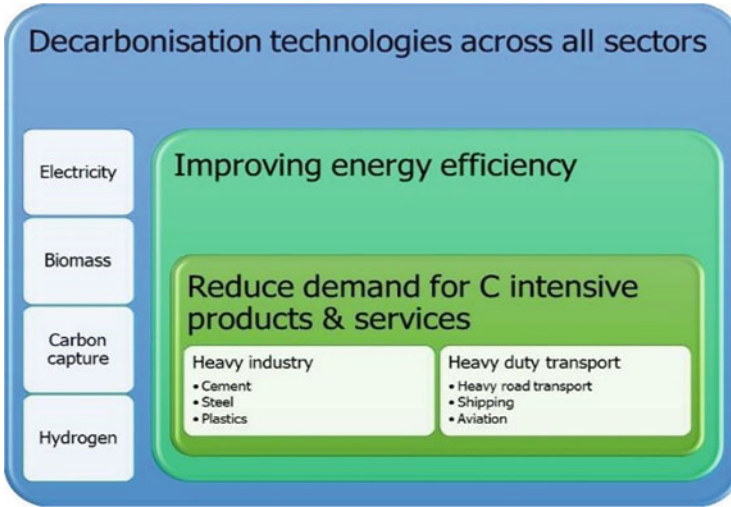 Decarbonisation technologies across all sectors
Electricity
Biomass
Carbon
capture
Hydrogen
Improving energy efficiency
Reduce demand for C intensive
products & services
Heavy industry
• Cement
• Steel
• Plastics
Heavy duty transport
• Heavy road transport
• Shipping
• Aviation